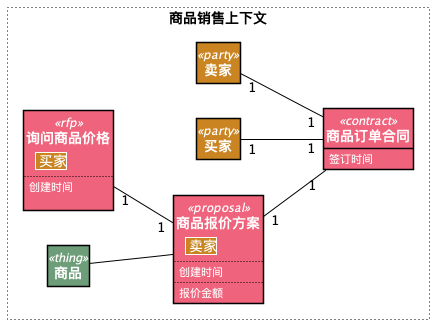 商品销售上下文
«party»
卖家
1
1
«rfp»
询问商品价格
买家
创建时间
1
«party»
买家
1
1
«contract»
商品订单合同
签订时间
1
«thing»
商品
1
«proposal»
商品报价方案
卖家
创建时间
报价金额
1